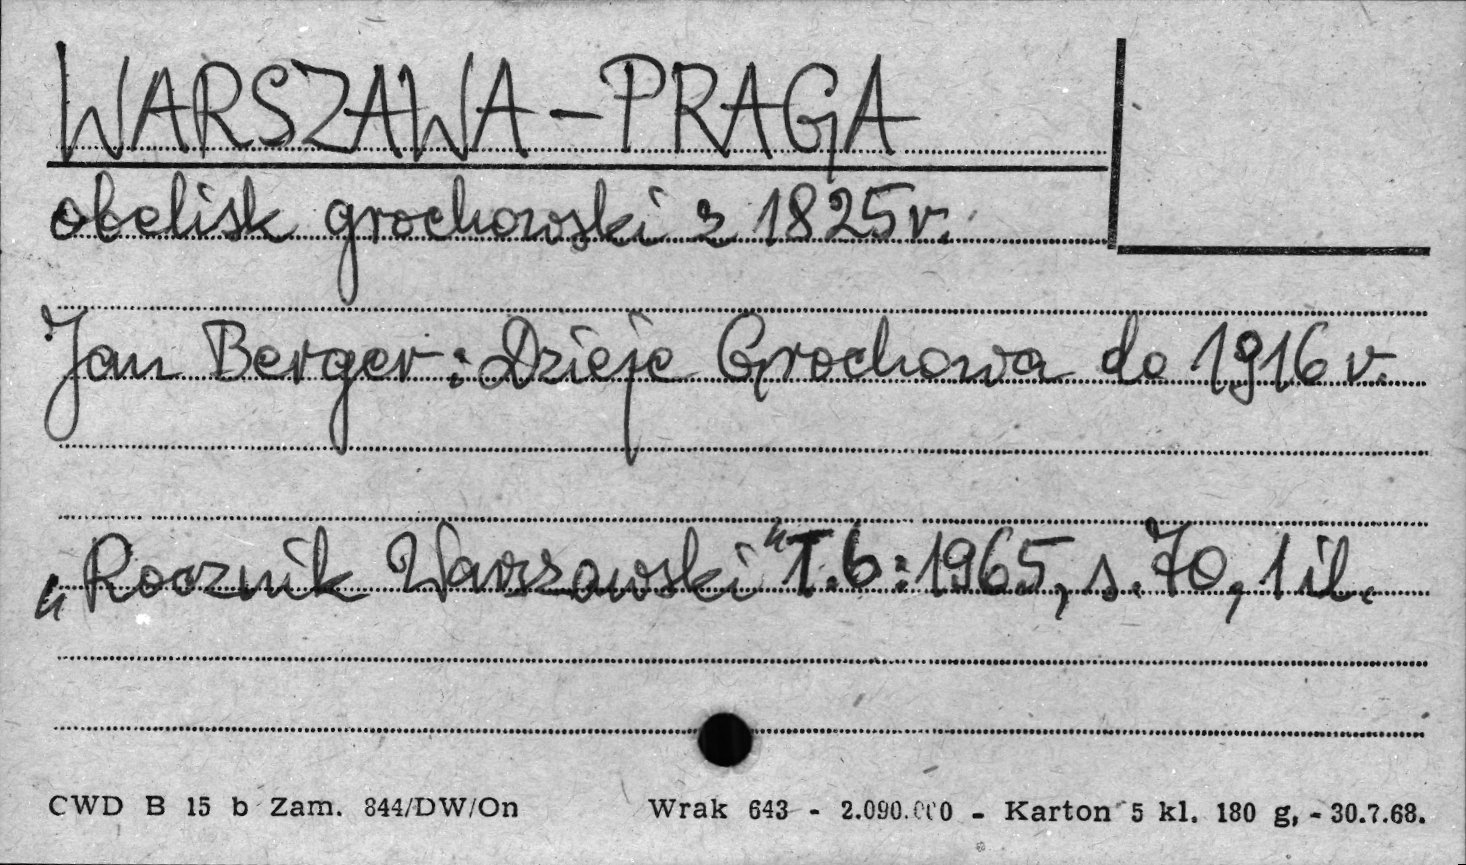 WARSZAWA - PRAGA
obelisk grochowski z 1825 r.
Jan Berger: Dzieje Grochowa do 1916 r.
„Rocznik Warszawski" T. 6: 1965, s. 70, 1 il.
CWD B 15 b Zam. 844/DW/On Wrak 643 - 2.090.000 - Karton 5 kl. 180 g, - 30.7.68.